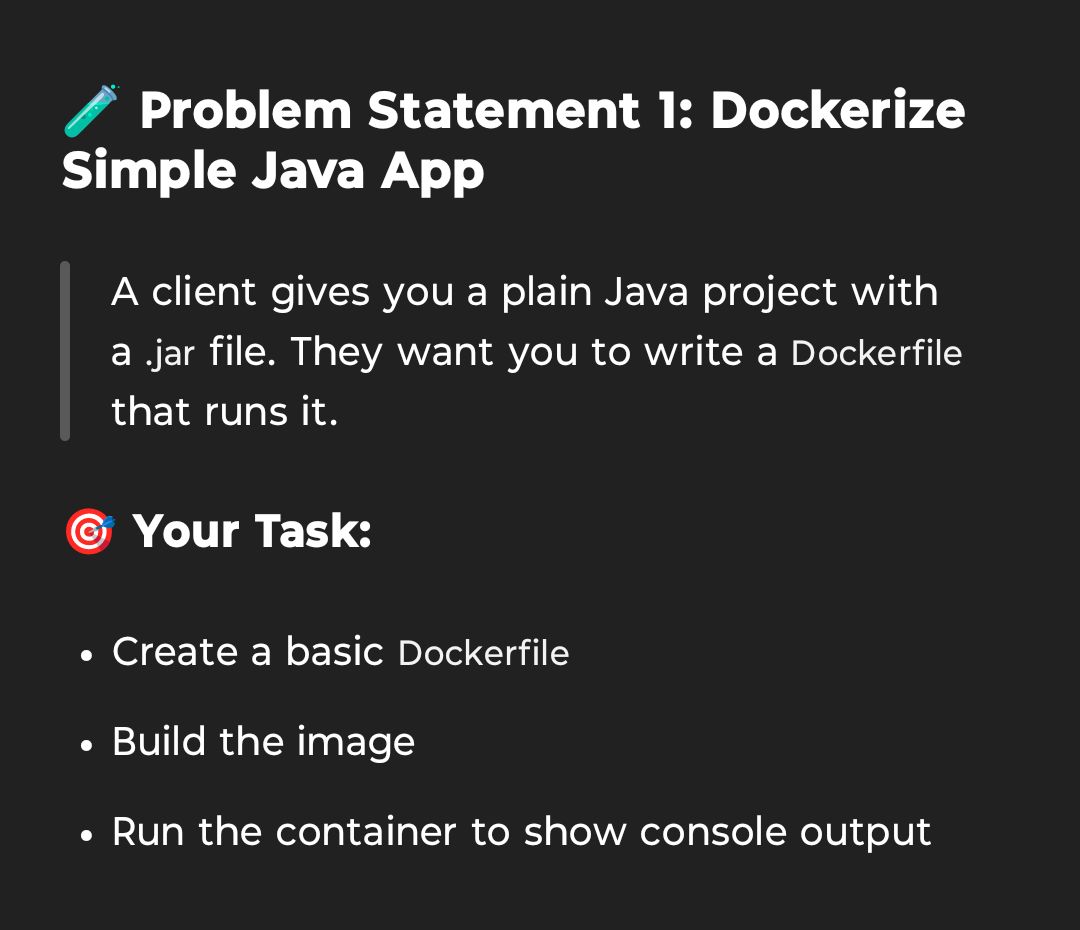 🧪 Problem Statement 1: Dockerize
Simple Java App
A client gives you a plain Java project with
a .jar file. They want you to write a Dockerfile
that runs it.
🎯 Your Task:
• Create a basic Dockerfile
• Build the image
• Run the container to show console output